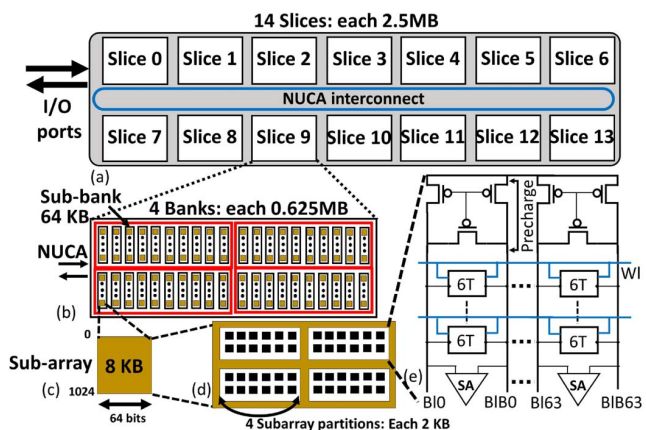 14 Slices: each 2.5MB
Slice 0 Slice 1 Slice 2 Slice 3 Slice 4 Slice 5 Slice 6
I/O ports
NUCA interconnect
Slice 7 Slice 8 Slice 9 Slice 10 Slice 11 Slice 12 Slice 13
(a)
Sub-bank
64 KB
4 Banks: each 0.625MB
NUCA
(b)
0
Sub-array
8 KB
(c)
1024
64 bits
(d)
4 Subarray partitions: Each 2 KB
Precharge
Wl
6T 6T
6T 6T
(e)
SA SA
Bl0 BlB0 Bl63 BlB63